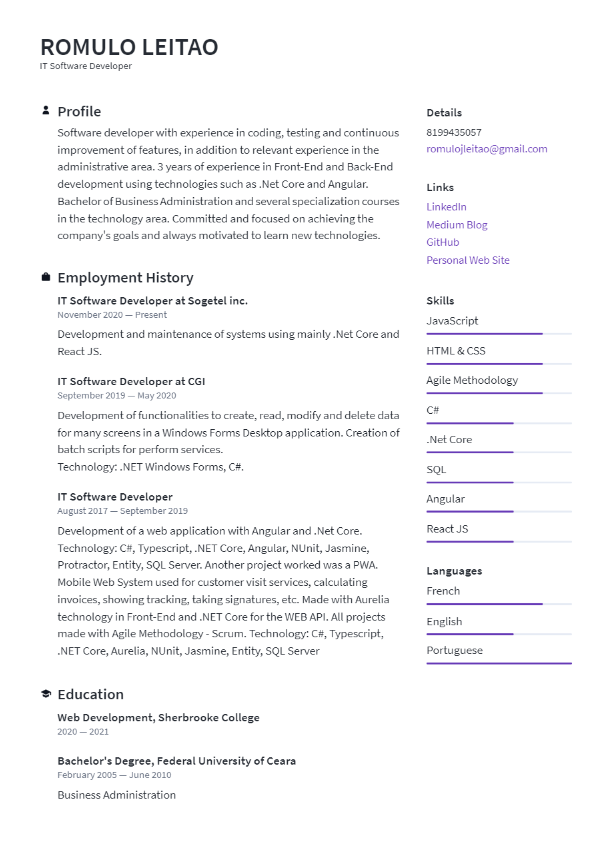 ROMULO LEITAO
IT Software Developer
Profile
Software developer with experience in coding, testing and continuous
improvement of features, in addition to relevant experience in the
administrative area. 3 years of experience in Front-End and Back-End
development using technologies such as .Net Core and Angular.
Bachelor of Business Administration and several specialization courses
in the technology area. Committed and focused on achieving the
company's goals and always motivated to learn new technologies.
Employment History
IT Software Developer at Sogetel inc.
November 2020 — Present
Development and maintenance of systems using mainly .Net Core and
React JS.
IT Software Developer at CGI
September 2019 — May 2020
Development of functionalities to create, read, modify and delete data
for many screens in a Windows Forms Desktop application. Creation of
batch scripts for perform services.
Technology: .NET Windows Forms, C#.
IT Software Developer
August 2017 — September 2019
Development of a web application with Angular and .Net Core.
Technology: C#, Typescript, .NET Core, Angular, NUnit, Jasmine,
Protractor, Entity, SQL Server. Another project worked was a PWA.
Mobile Web System used for customer visit services, calculating
invoices, showing tracking, taking signatures, etc. Made with Aurelia
technology in Front-End and .NET Core for the WEB API. All projects
made with Agile Methodology - Scrum. Technology: C#, Typescript,
.NET Core, Aurelia, NUnit, Jasmine, Entity, SQL Server
Education
Web Development, Sherbrooke College
2020 — 2021
Bachelor's Degree, Federal University of Ceara
February 2005 — June 2010
Business Administration
Details
8199435057
romulojleitao@gmail.com
Links
LinkedIn
Medium Blog
GitHub
Personal Web Site
Skills
JavaScript
HTML & CSS
Agile Methodology
C#
.Net Core
SQL
Angular
React JS
Languages
French
English
Portuguese